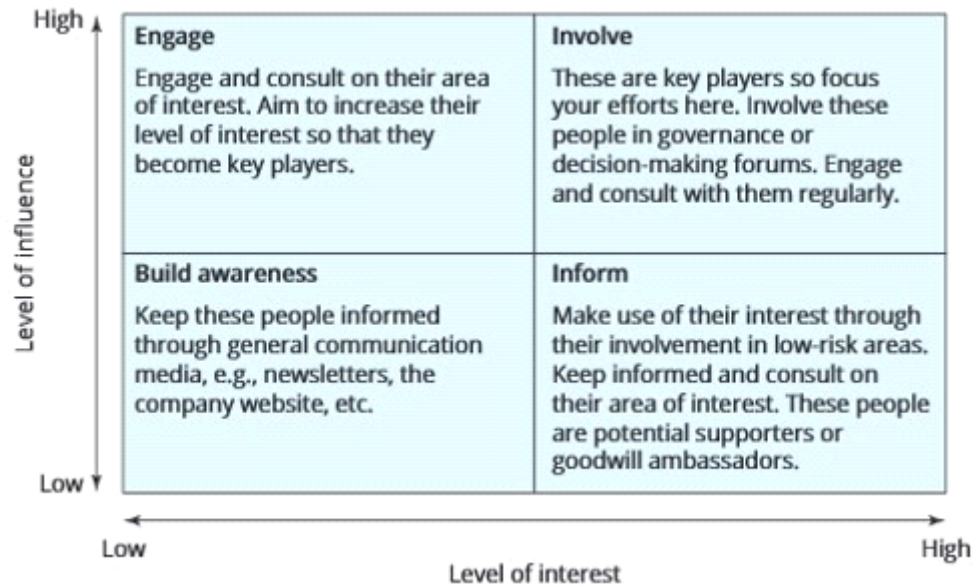 High
Engage
Engage and consult on their area
of interest. Aim to increase their
level of interest so that they
become key players.
Involve
These are key players so focus
your efforts here. Involve these
people in governance or
decision-making forums. Engage
and consult with them regularly.
Level of influence
Build awareness
Keep these people informed
through general communication
media, e.g., newsletters, the
company website, etc.
Inform
Make use of their interest through
their involvement in low-risk areas.
Keep informed and consult on
their area of interest. These people
are potential supporters or
goodwill ambassadors.
Low
Low
High
Level of interest